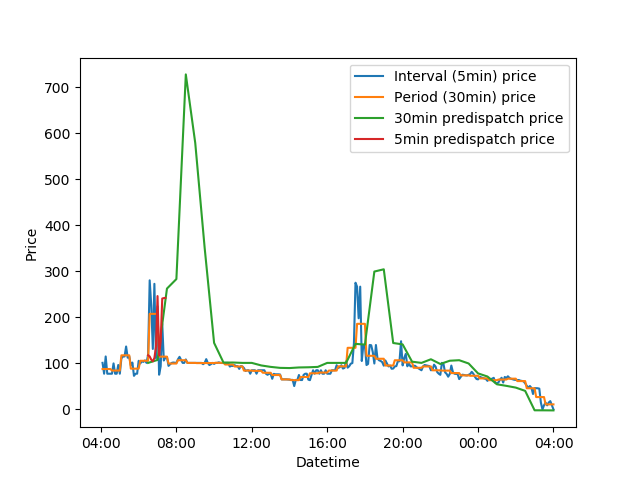 Interval (5min) price
Period (30min) price
30min predispatch price
5min predispatch price
700
600
500
400
300
200
100
0
Price
04:00 08:00 12:00 16:00 20:00 00:00 04:00
Datetime